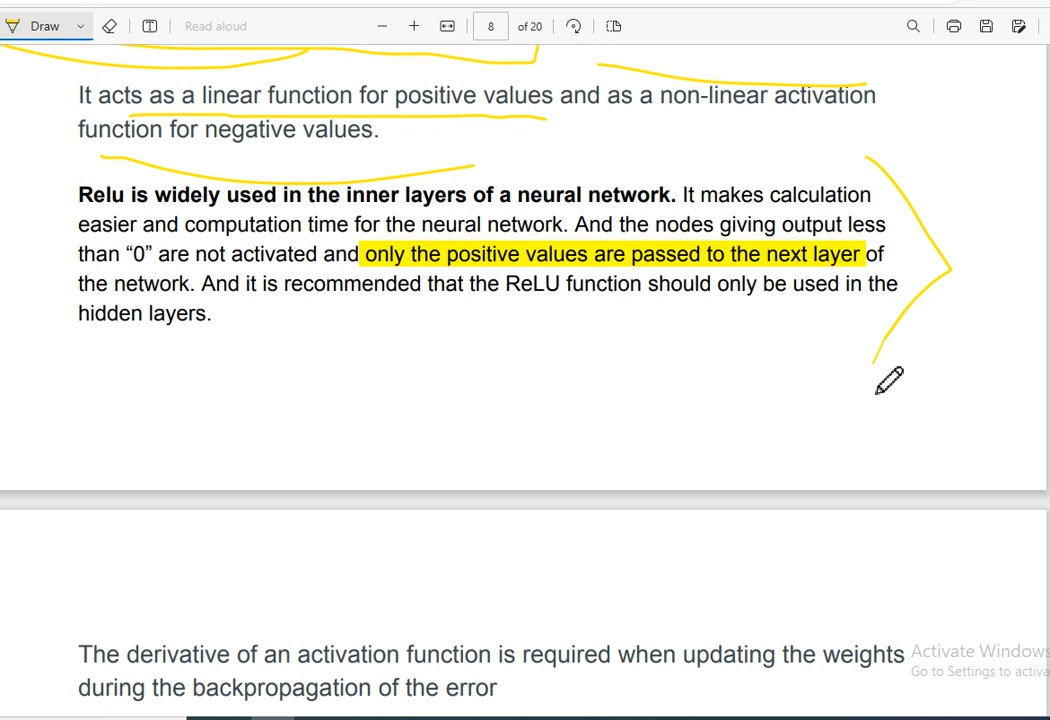 Draw
Read aloud
8 of 20
It acts as a linear function for positive values and as a non-linear activation
function for negative values.
Relu is widely used in the inner layers of a neural network. It makes calculation
easier and computation time for the neural network. And the nodes giving output less
than “0” are not activated and only the positive values are passed to the next layer of
the network. And it is recommended that the ReLU function should only be used in the
hidden layers.
The derivative of an activation function is required when updating the weights
during the backpropagation of the error
Activate Windows
Go to Settings to activa